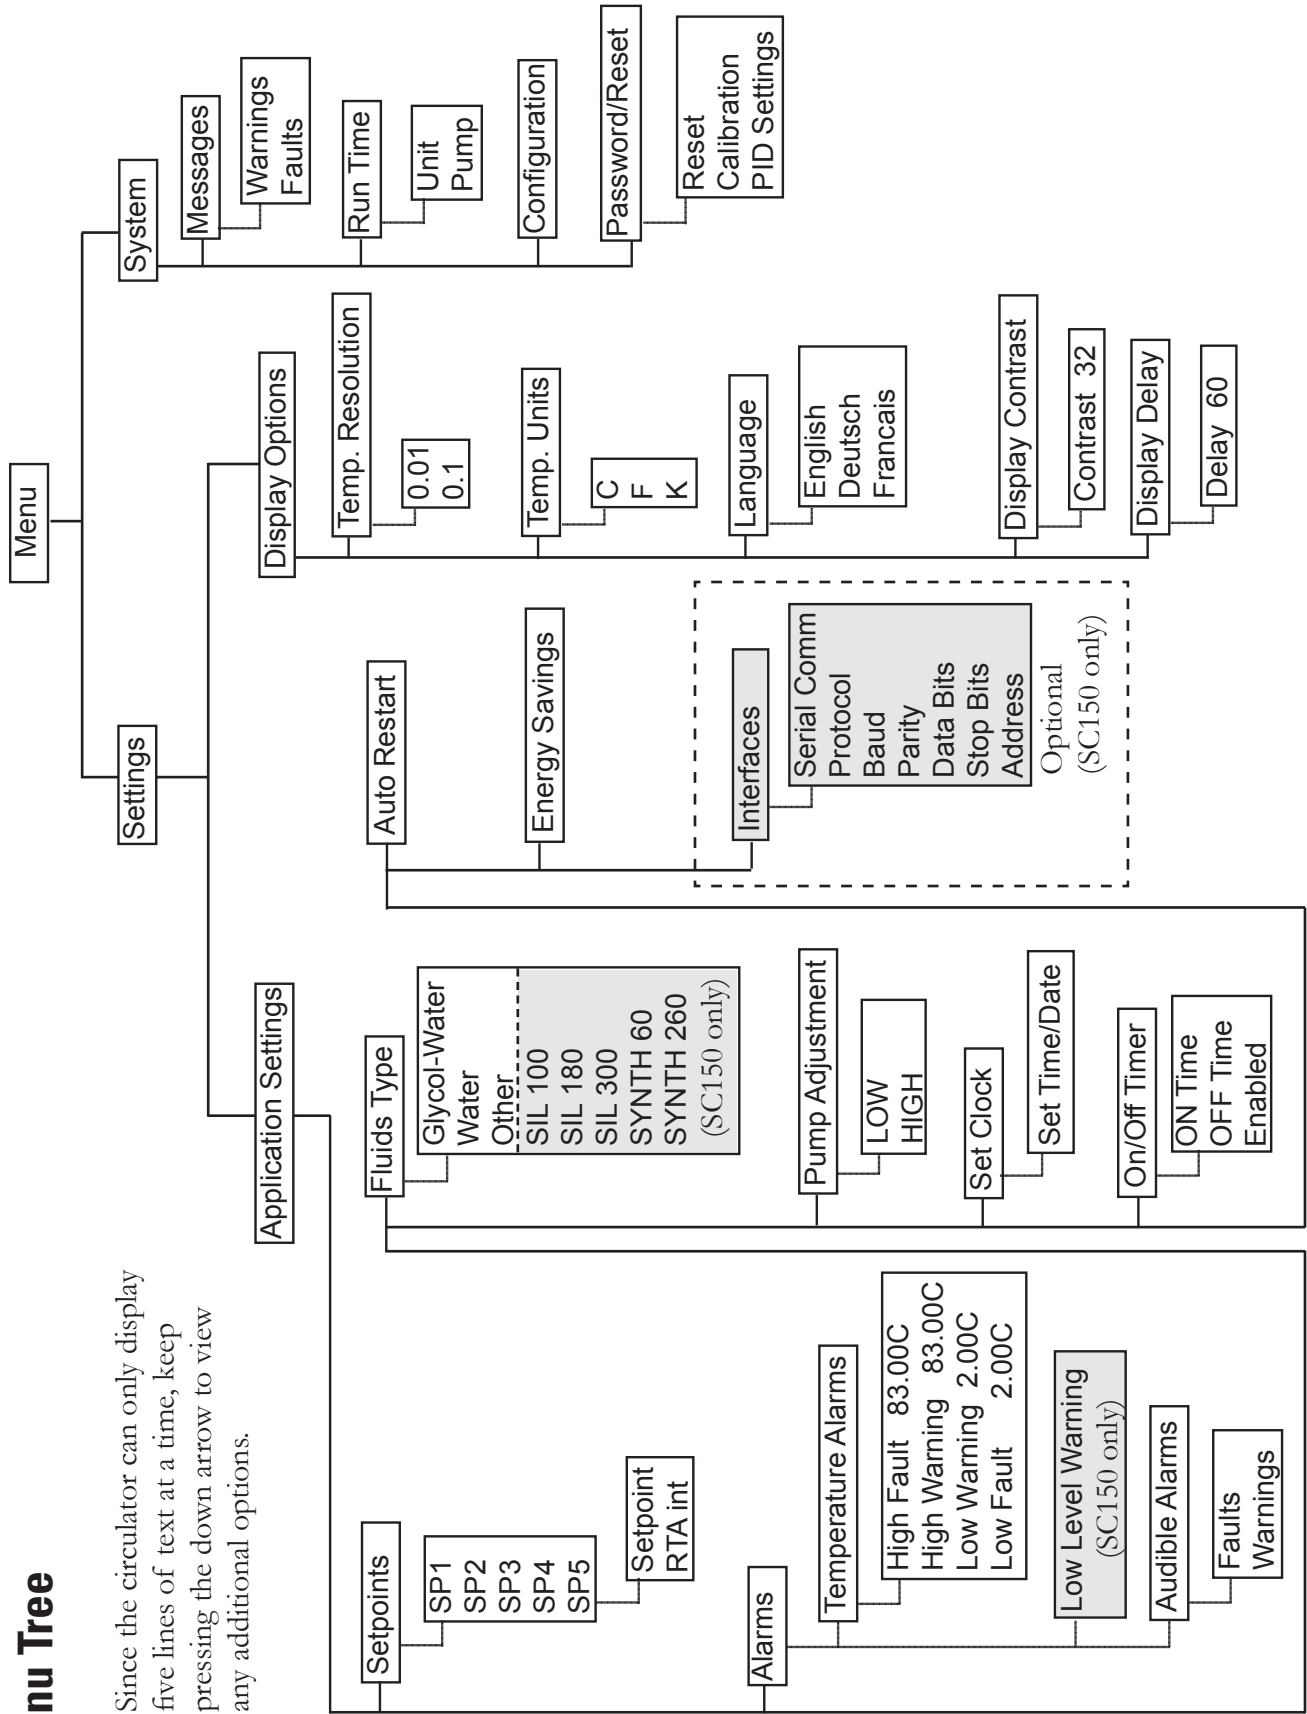 nu Tree
Since the circulator can only display
five lines of text at a time, keep
pressing the down arrow to view
any additional options.
Menu
Settings
System
Application Settings
Display Options
Setpoints
SP1
SP2
SP3
SP4
SP5
Setpoint
RTA int
Alarms
Temperature Alarms
High Fault 83.00C
High Warning 83.00C
Low Warning 2.00C
Low Fault 2.00C
Low Level Warning
(SC150 only)
Audible Alarms
Faults
Warnings
Fluids Type
Glycol-Water
Water
Other
SIL 100
SIL 180
SIL 300
SYNTH 60
SYNTH 260
(SC150 only)
Pump Adjustment
LOW
HIGH
Set Clock
Set Time/Date
On/Off Timer
ON Time
OFF Time
Enabled
Auto Restart
Energy Savings
Interfaces
Serial Comm
Protocol
Baud
Parity
Data Bits
Stop Bits
Address
Optional
(SC150 only)
Temp. Resolution
0.01
0.1
Temp. Units
C
F
K
Language
English
Deutsch
Francais
Display Contrast
Contrast 32
Display Delay
Delay 60
Messages
Warnings
Faults
Run Time
Unit
Pump
Configuration
Password/Reset
Reset
Calibration
PID Settings